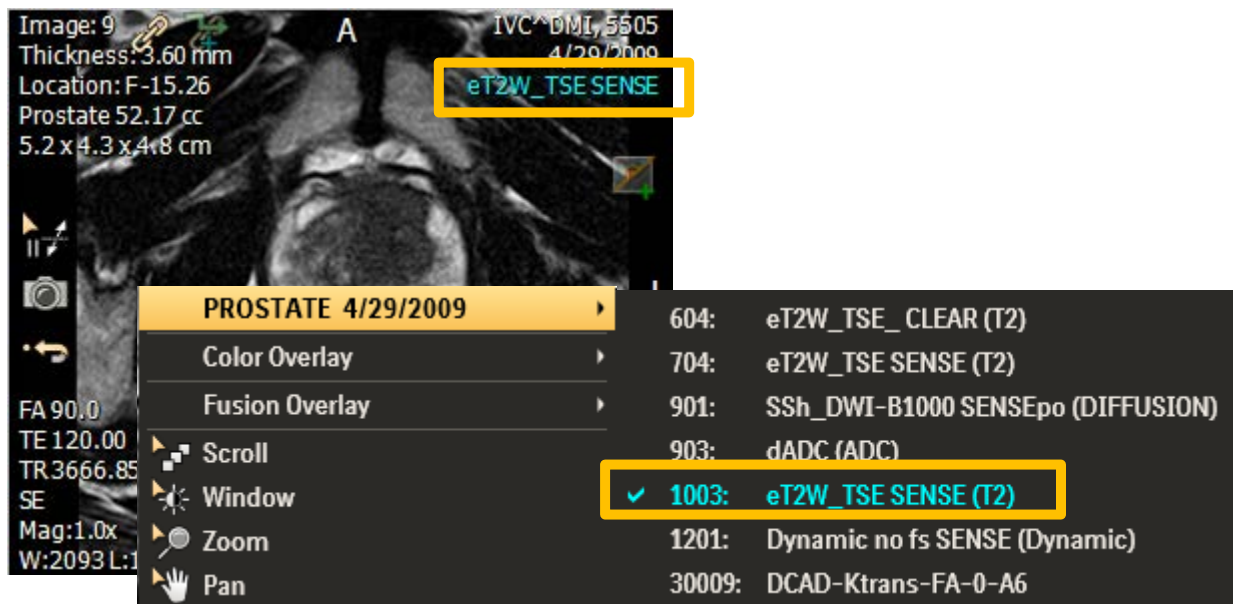 Image: 9
Thickness: 3.60 mm
Location: F-15.26
Prostate 52.17 cc
5.2 x 4.3 x 4.8 cm
A
IVC^DMI, 5505
4/29/2009
eT2W_TSE SENSE
FA 90.0
TE 120.00
TR 3666.85
SE
Mag:1.0x
W:2093 L:1
PROSTATE 4/29/2009
Color Overlay
Fusion Overlay
Scroll
Window
Zoom
Pan
604: eT2W_TSE_ CLEAR (T2)
704: eT2W_TSE SENSE (T2)
901: SSh_DWI-B1000 SENSEpo (DIFFUSION)
903: dADC (ADC)
1003: eT2W_TSE SENSE (T2)
1201: Dynamic no fs SENSE (Dynamic)
30009: DCAD-Ktrans-FA-0-A6